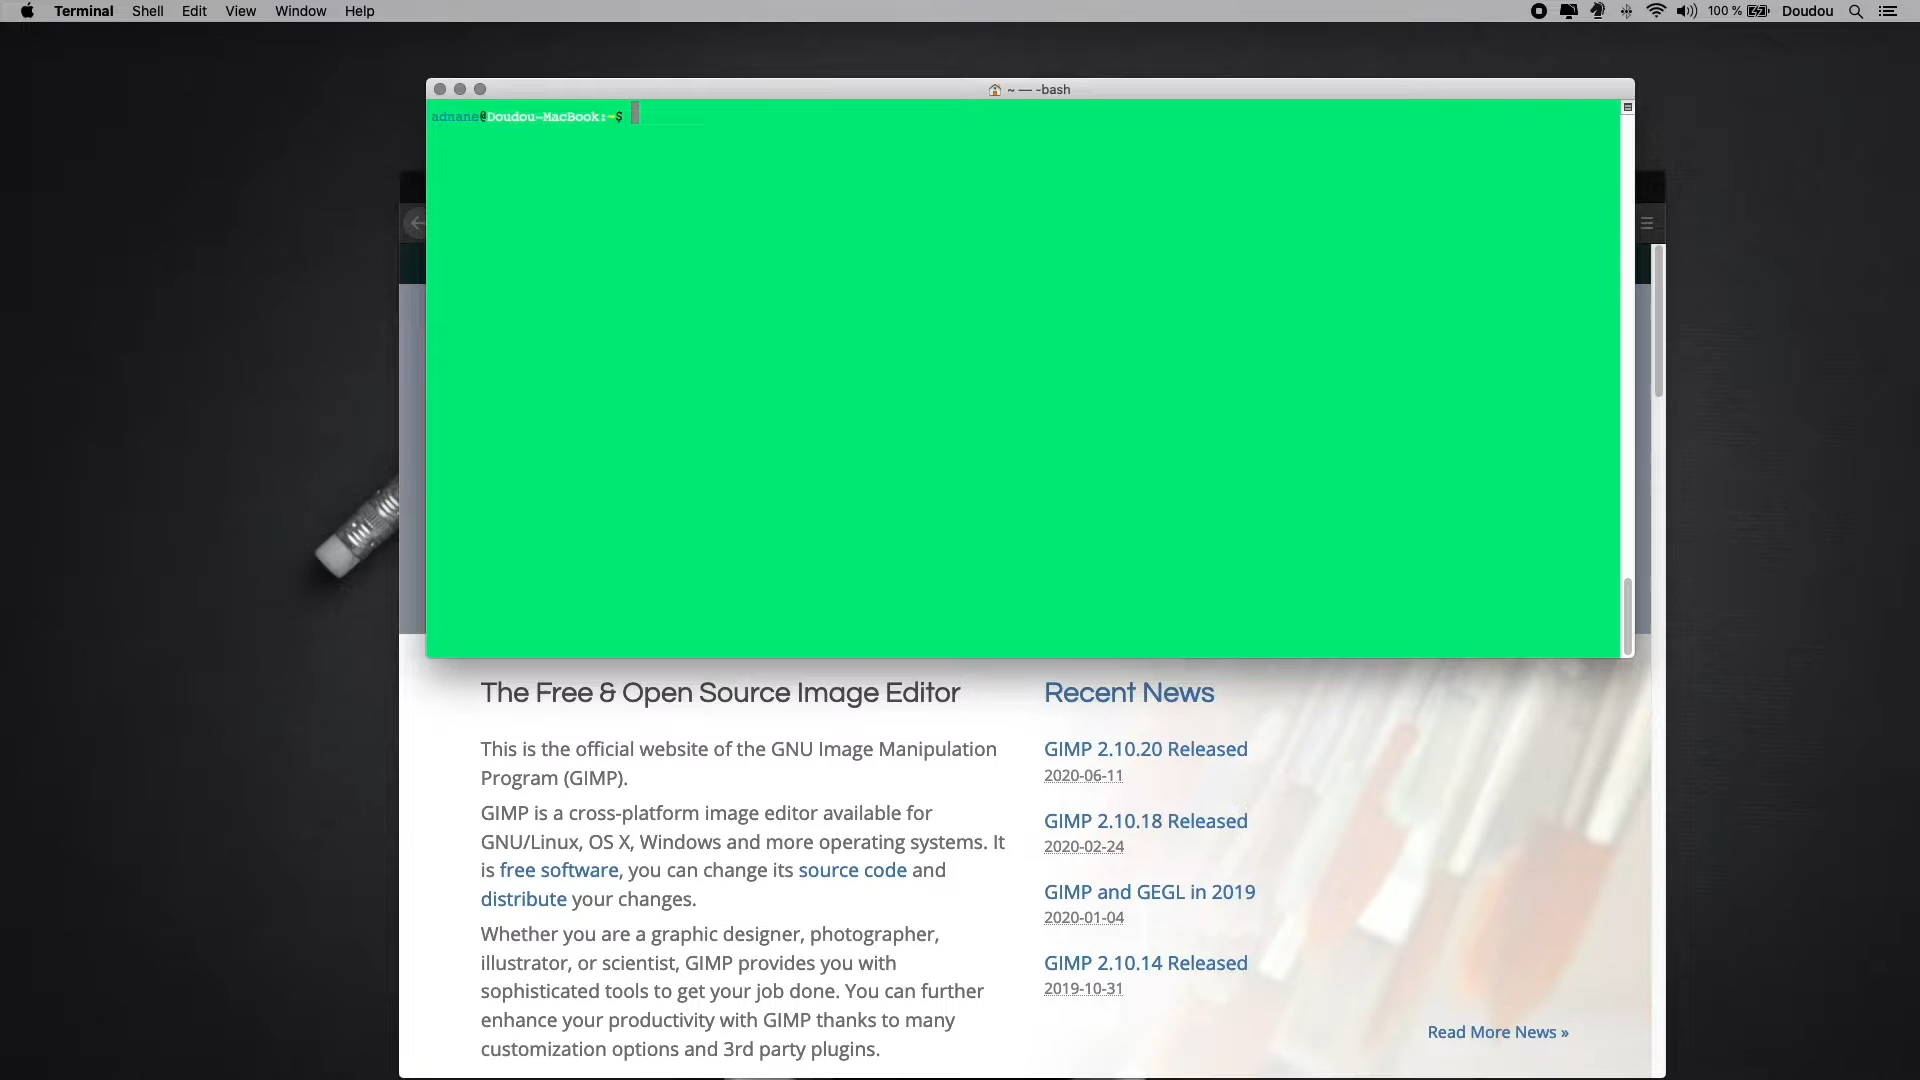 Terminal Shell Edit View Window Help 100 % Doudou
~ — -bash
adnane@Doudou-MacBook:~$
The Free & Open Source Image Editor
This is the official website of the GNU Image Manipulation
Program (GIMP).
GIMP is a cross-platform image editor available for
GNU/Linux, OS X, Windows and more operating systems. It
is free software, you can change its source code and
distribute your changes.
Whether you are a graphic designer, photographer,
illustrator, or scientist, GIMP provides you with
sophisticated tools to get your job done. You can further
enhance your productivity with GIMP thanks to many
customization options and 3rd party plugins.
Recent News
GIMP 2.10.20 Released
2020-06-11
GIMP 2.10.18 Released
2020-02-24
GIMP and GEGL in 2019
2020-01-04
GIMP 2.10.14 Released
2019-10-31
Read More News »